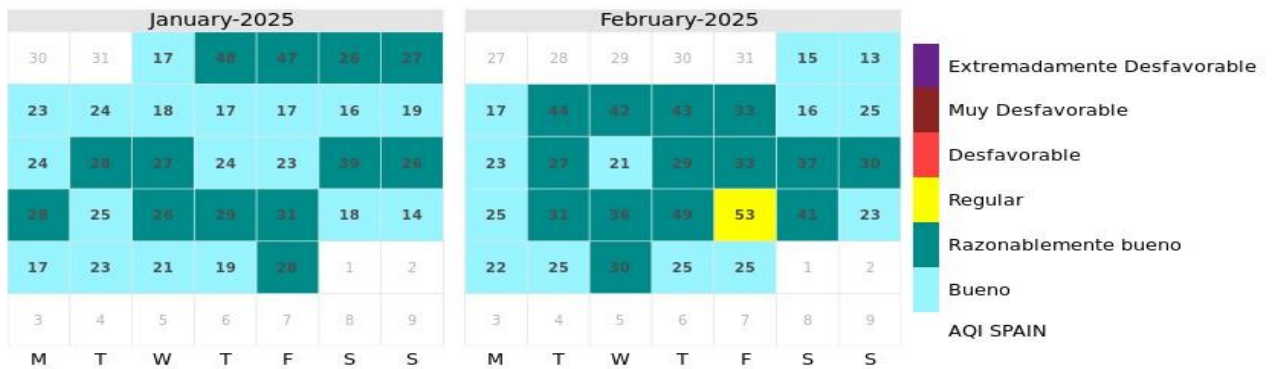 January-2025
30 31 17 48 47 26 27
23 24 18 17 17 16 19
24 28 27 24 23 39 26
28 25 26 29 31 18 14
17 23 21 19 28 1 2
3 4 5 6 7 8 9
M T W T F S S
February-2025
27 28 29 30 31 15 13
17 44 42 43 33 16 25
23 27 21 29 33 37 30
25 31 36 49 53 41 23
22 25 30 25 25 1 2
3 4 5 6 7 8 9
M T W T F S S
Extremadamente Desfavorable
Muy Desfavorable
Desfavorable
Regular
Razonablemente bueno
Bueno
AQI SPAIN